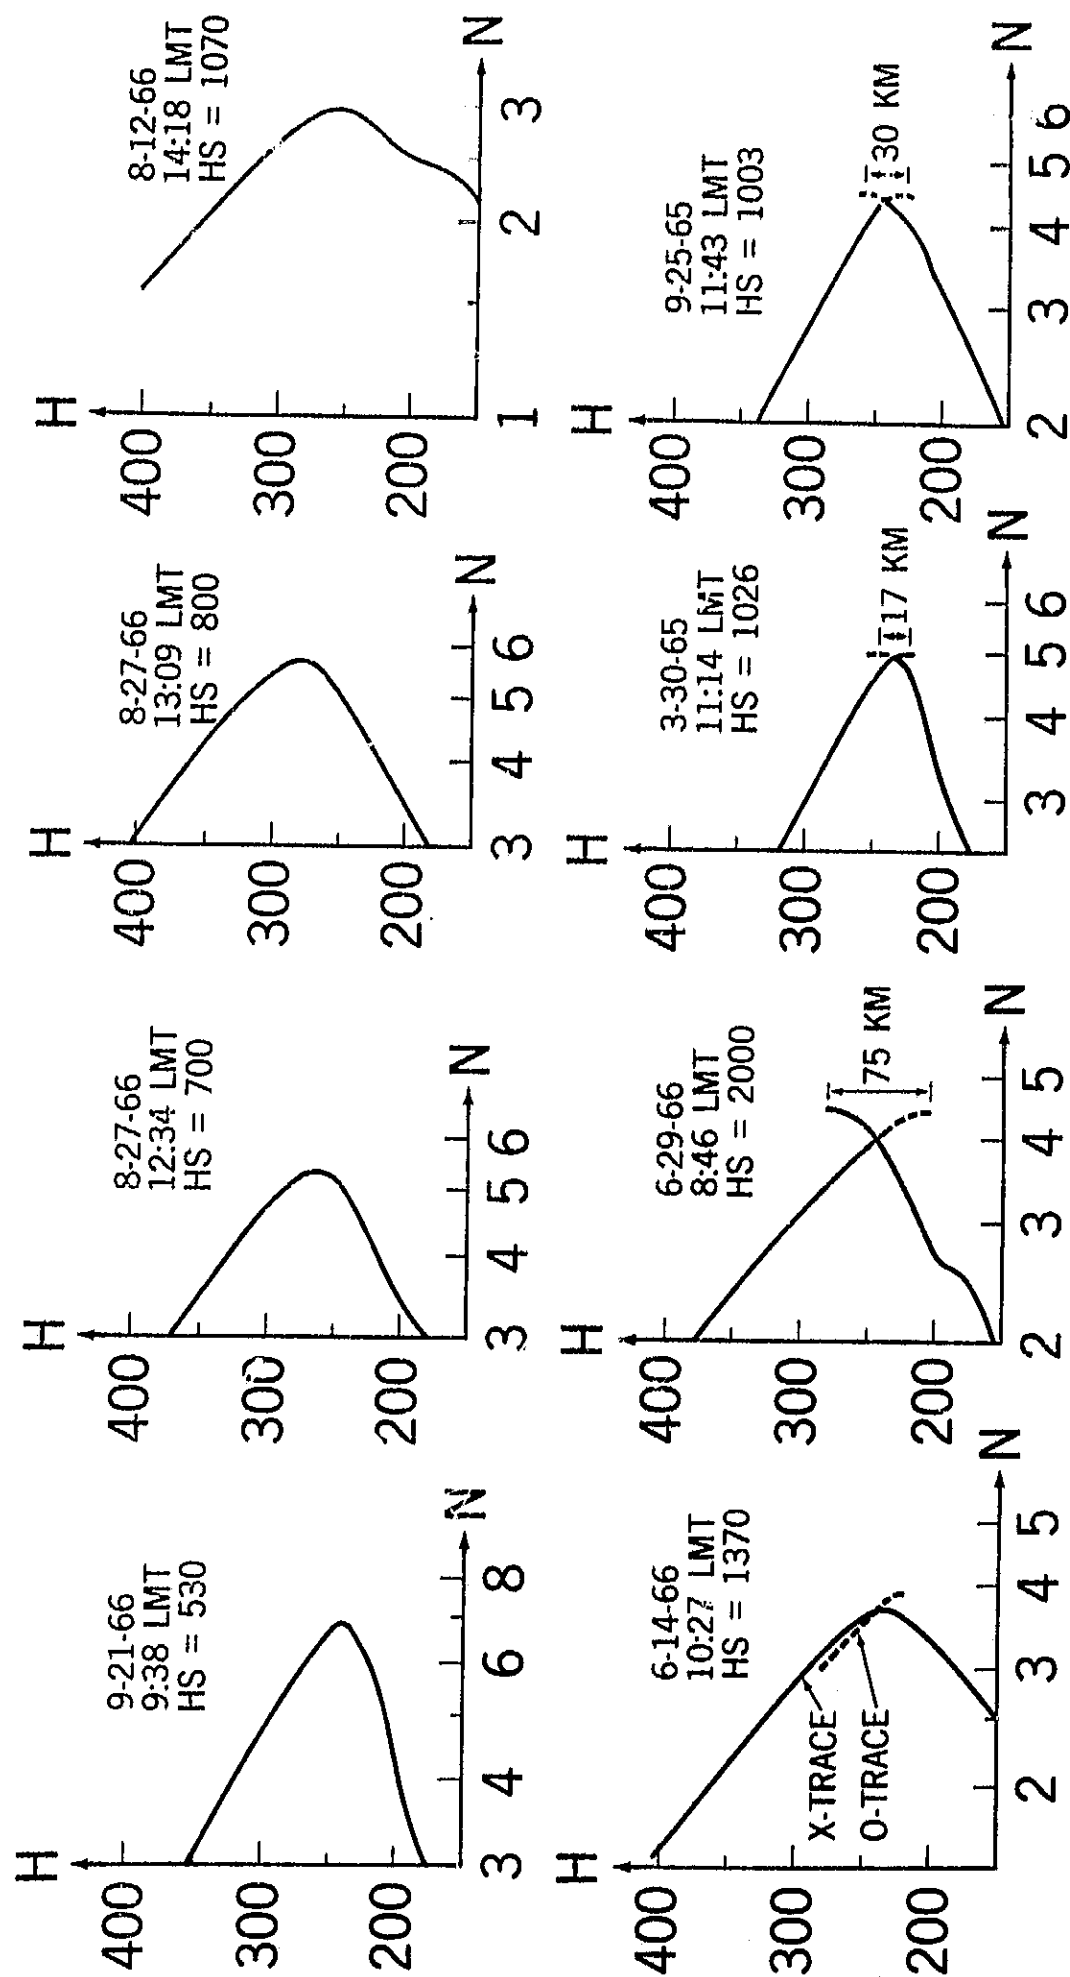 H
400
300
200
9-21-66
9:38 LMT
HS = 530
3
4
6
8
N
H
400
300
200
8-27-66
12:34 LMT
HS = 700
3
4
5
6
N
H
400
300
200
8-27-66
13:09 LMT
HS = 800
3
4
5
6
N
H
400
300
200
8-12-66
14:18 LMT
HS = 1070
1
2
3
N
H
400
300
200
6-14-66
10:27 LMT
HS = 1370
X-TRACE
O-TRACE
2
3
4
5
N
H
400
300
200
6-29-66
8:46 LMT
HS = 2000
75 KM
2
3
4
5
N
H
400
300
200
3-30-65
11:14 LMT
HS = 1026
17 KM
3
4
5
6
N
H
400
300
200
9-25-65
11:43 LMT
HS = 1003
30 KM
2
3
4
5
6
N